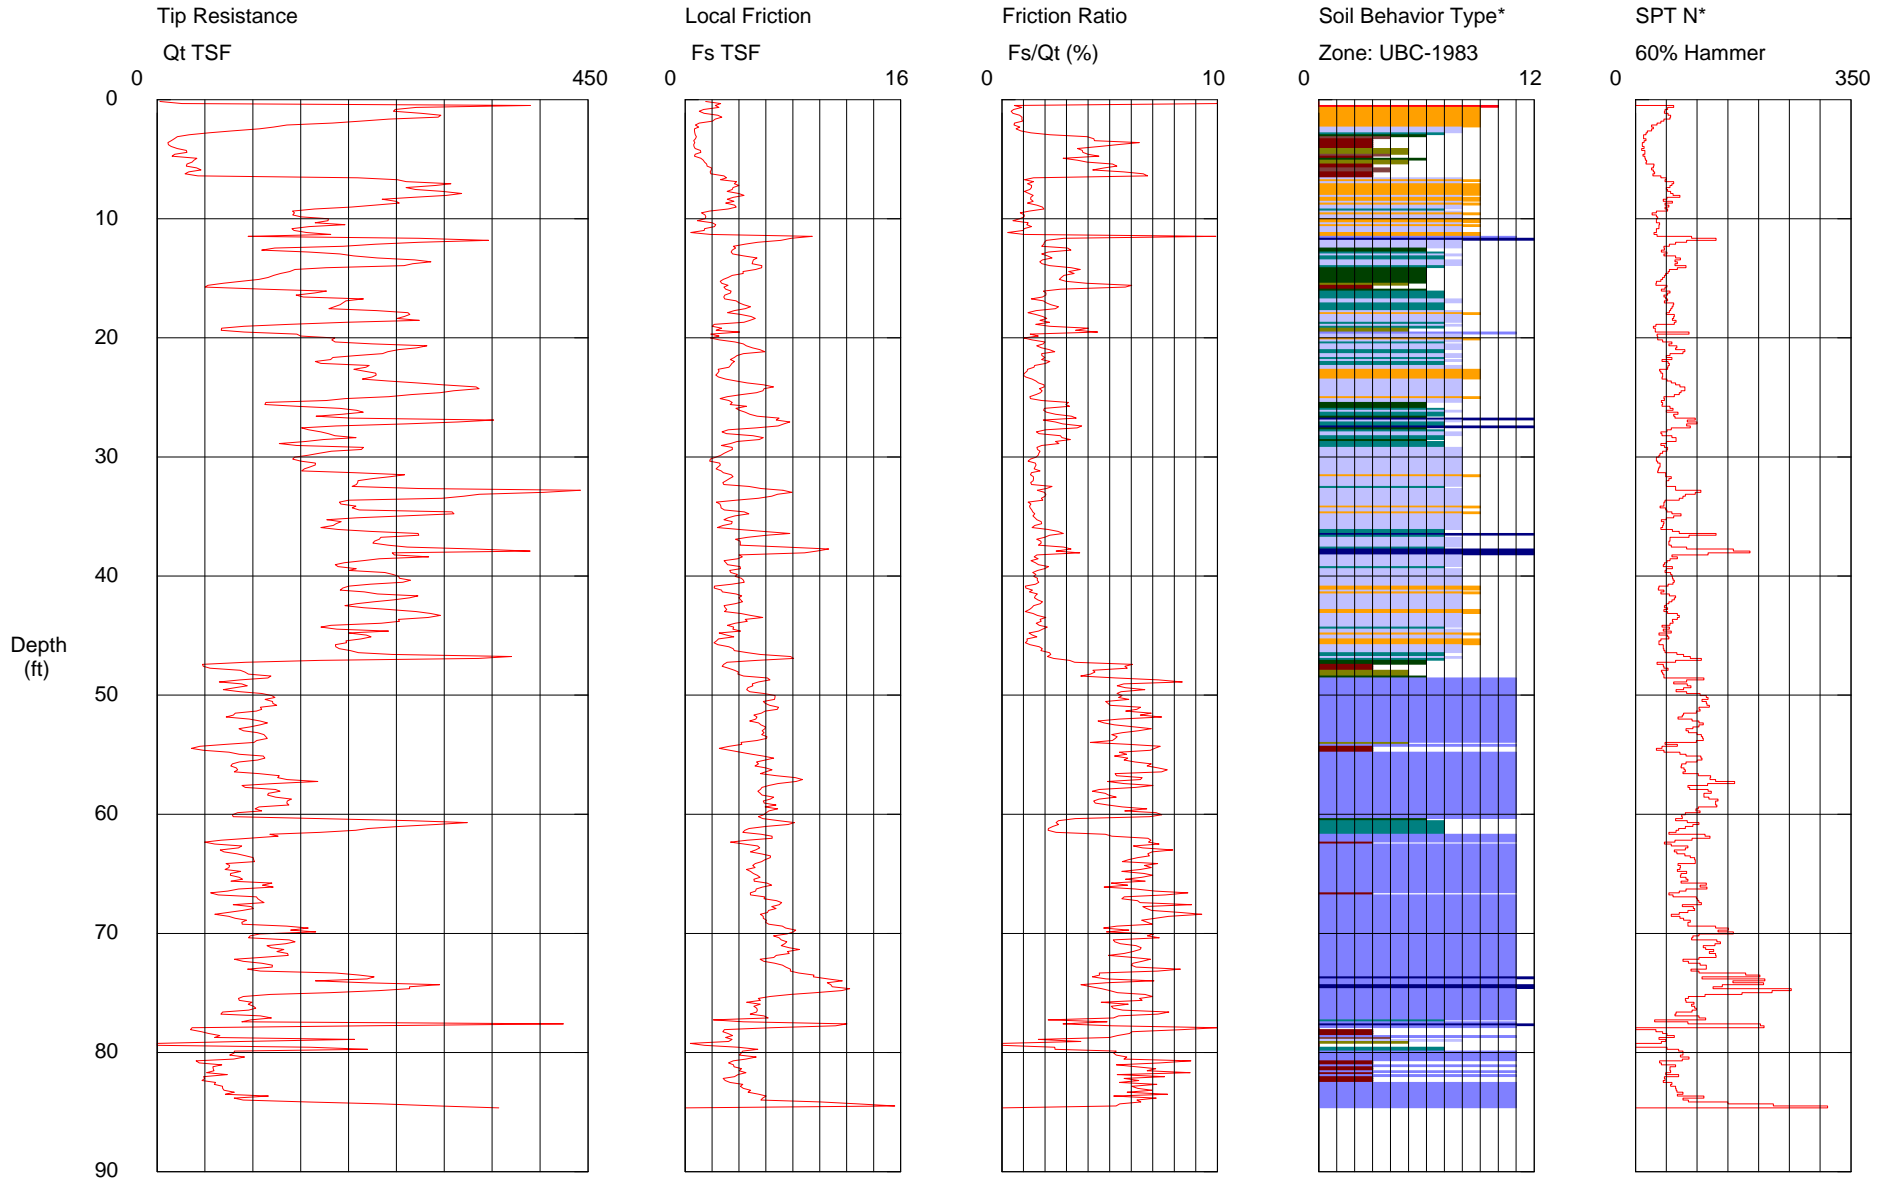 Tip Resistance Local Friction Friction Ratio Soil Behavior Type* SPT N*
Qt TSF Fs TSF Fs/Qt (%) Zone: UBC-1983 60% Hammer
0 450 0 16 0 10 0 12 0 350
0
10
20
30
40
Depth
(ft)
50
60
70
80
90